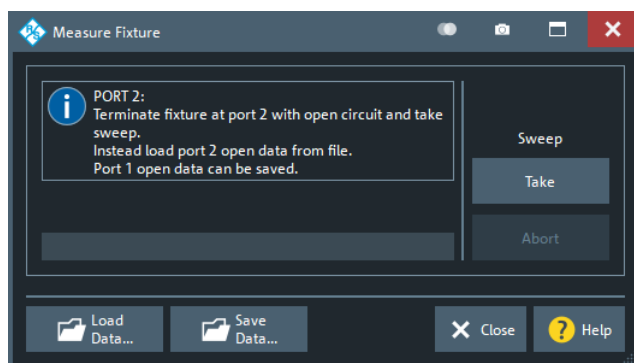 Measure Fixture
PORT 2:
Terminate fixture at port 2 with open circuit and take
sweep.
Instead load port 2 open data from file.
Port 1 open data can be saved.
Sweep
Take
Abort
Load
Data...
Save
Data...
Close
Help